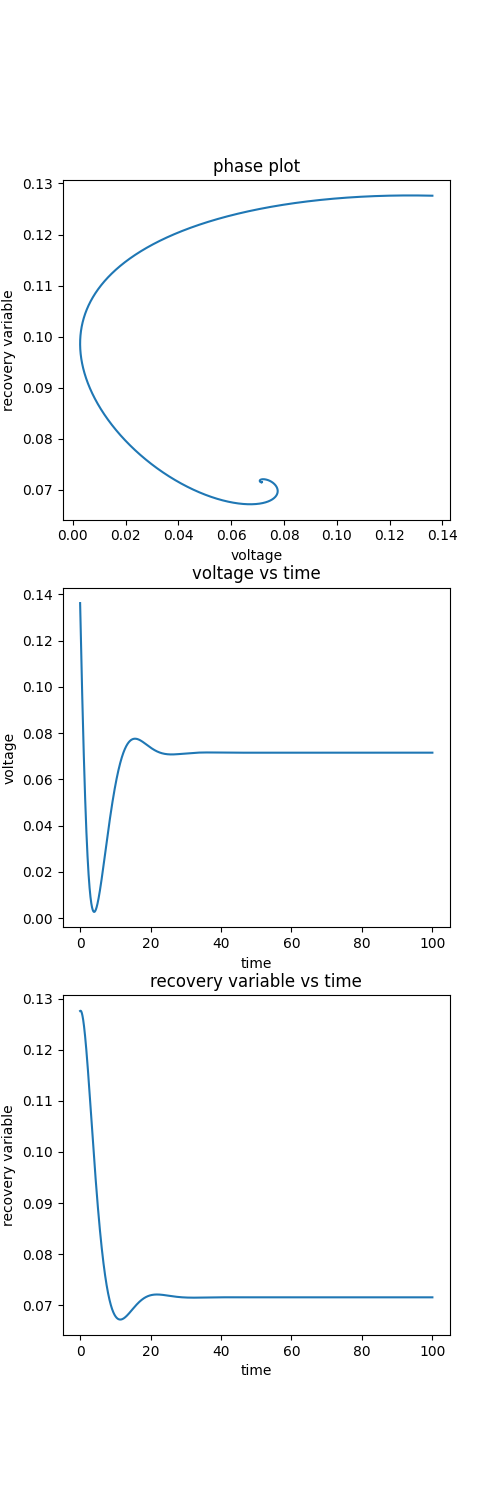 phase plot
0.13
0.12
0.11
0.10
0.09
0.08
0.07
recovery variable
0.00 0.02 0.04 0.06 0.08 0.10 0.12 0.14
voltage
voltage vs time
0.14
0.12
0.10
0.08
0.06
0.04
0.02
0.00
voltage
0 20 40 60 80 100
time
recovery variable vs time
0.13
0.12
0.11
0.10
0.09
0.08
0.07
recovery variable
0 20 40 60 80 100
time